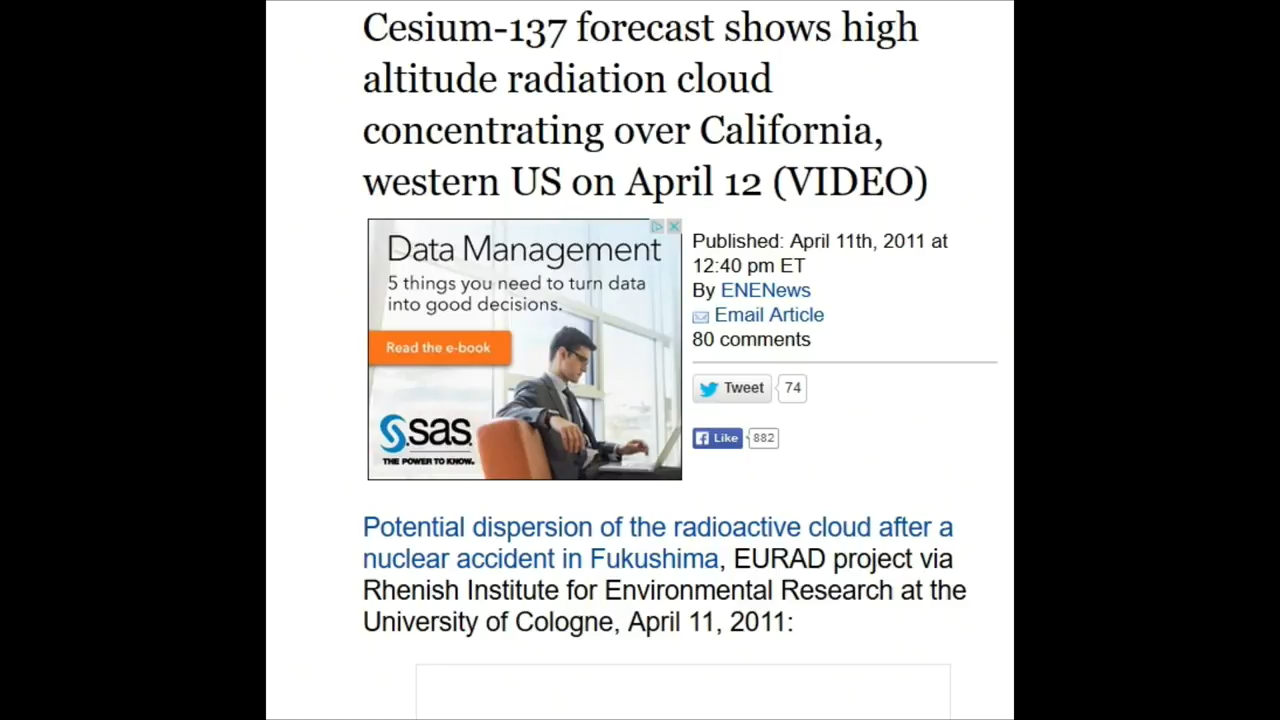 Cesium-137 forecast shows high
altitude radiation cloud
concentrating over California,
western US on April 12 (VIDEO)
Data Management
5 things you need to turn data
into good decisions.
Read the e-book
sas
THE POWER TO KNOW.
Published: April 11th, 2011 at
12:40 pm ET
By ENENews
Email Article
80 comments
Tweet 74
Like 882
Potential dispersion of the radioactive cloud after a
nuclear accident in Fukushima, EURAD project via
Rhenish Institute for Environmental Research at the
University of Cologne, April 11, 2011: